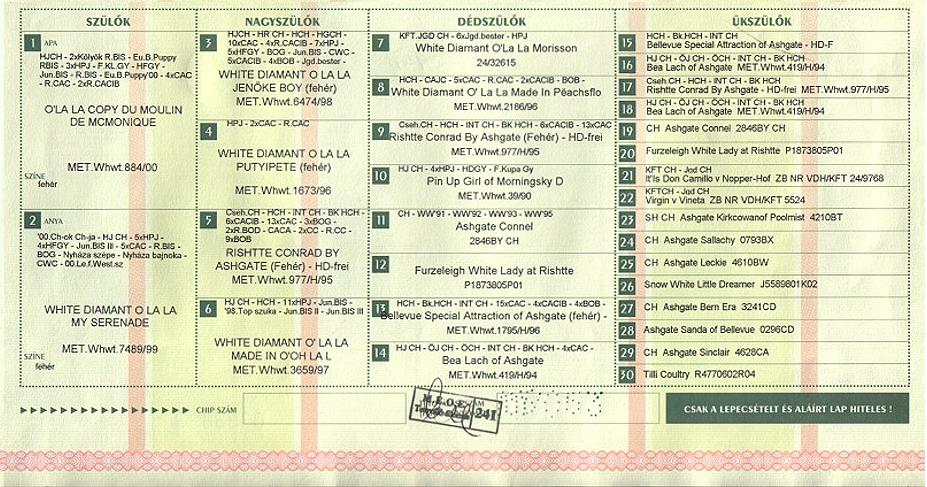 SZÜLŐK
NAGYSZÜLŐK
DÉDSZÜLŐK
ÜKSZÜLŐK
1 APA
HJCH - 2xKölyök R.BIS - Eu.B.Puppy
RBIS - 3xHPJ - F.KL.GY - HFGY -
Jun.BIS - R.BIS - Eu.B.Puppy'00 - 4xCAC
- R.CAC - 2xR.CACIB
O'LA LA COPY DU MOULIN
DE MCMONIQUE
MET.Whwt.884/00
SZÍNE
fehér
2 ANYA
'00.Ch-ok Ch-ja - HJ CH - 5xHPJ -
4xHFGY - Jun.BIS III - 5xCAC - R.BIS -
BOG - Nyháza szépe - Nyháza bajnoka -
CWC - 00.Le.f.West.sz
WHITE DIAMANT O LA LA
MY SERENADE
MET.Whwt.7489/99
SZÍNE
fehér
3
HJCH - HR CH - HCH - HGCH -
10xCAC - 4xR.CACIB - 7xHPJ -
5xHFGY - BOG - Jun.BIS - CWC -
5xCACIB - 4xBOB - Jgd.bester -
WHITE DIAMANT O LA LA
JENÖKE BOY (fehér)
MET.Whwt.6474/98
4
HPJ - 2xCAC - R.CAC
WHITE DIAMANT O LA LA
PUTYIPETE (fehér)
MET.Whwt.1673/96
5
Cseh.CH - HCH - INT CH - BK HCH -
6xCACIB - 13xCAC - 3xBOG -
2xR.BOD - CACA - 2xCC - R.CC -
9xBOB
RISHTTE CONRAD BY
ASHGATE (Fehér) - HD-frei
MET.Whwt.977/H/95
6
HJ CH - HCH - 11xHPJ - Jun.BIS -
'98.Top szuka - Jun.BIS II - Jun.BIS III
WHITE DIAMANT O' LA LA
MADE IN O'OH LA L
MET.Whwt.3659/97
7
KFT.JGD CH - 6xJgd.bester - HPJ
White Diamant O'La La Morisson
24/32615
8
HCH - CAJC - 5xCAC - R.CAC - 2xCACIB - BOB -
White Diamant O' La La Made In Pëachsflo
MET.Whwt.2186/96
9
Cseh.CH - HCH - INT CH - BK HCH - 6xCACIB - 13xCAC
Rishtte Conrad By Ashgate (Fehér) - HD-frei
MET.Whwt.977/H/95
10
HJ CH - 4xHPJ - HDGY - F.Kupa Gy
Pin Up Girl of Morningsky D
MET.Whwt.39/90
11
CH - WW'91 - WW'92 - WW'93 - WW'95
Ashgate Connel
2846BY CH
12
Furzeleigh White Lady at Rishtte
P1873805P01
13
HCH - Bk.HCH - INT CH - 15xCAC - 4xCACIB - 4xBOB -
Bellevue Special Attraction of Ashgate (fehér) -
MET.Whwt.1795/H/96
14
HJ CH - ÖJ CH - ÖCH - INT CH - BK HCH - 4xCAC -
Bea Lach of Ashgate
MET.Whwt.419/H/94
15
HCH - Bk.HCH - INT CH
Bellevue Special Attraction of Ashgate - HD-F
16
HJ CH - ÖJ CH - ÖCH - INT CH - BK HCH
Bea Lach of Ashgate MET.Whwt.419/H/94
17
Cseh.CH - HCH - INT CH - BK HCH
Rishtte Conrad By Ashgate - HD-frei MET.Whwt.977/H/95
18
HJ CH - ÖJ CH - ÖCH - INT CH - BK HCH
Bea Lach of Ashgate MET.Whwt.419/H/94
19 CH Ashgate Connel 2846BY CH
20 Furzeleigh White Lady at Rishtte P1873805P01
21
KFT CH - Jgd CH
It'ls Don Camillo v Nopper-Hof ZB NR VDH/KFT 24/9768
22
KFTCH - Jgd CH
Virgin v Vineta ZB NR VDH/KFT 5524
23 SH CH Ashgate Kirkcowanof Poolmist 4210BT
24 CH Ashgate Sallachy 0793BX
25 CH Ashgate Leckie 4610BW
26 Snow White Little Dreamer J5589801K02
27 CH Ashgate Bern Era 3241CD
28 Ashgate Sanda of Bellevue 0296CD
29 CH Ashgate Sinclair 4628CA
30 Tilli Coultry R4770602R04
CHIP SZÁM
M.E.O.E.
241
CSAK A LEPECSÉTELT ÉS ALÁÍRT LAP HITELES !